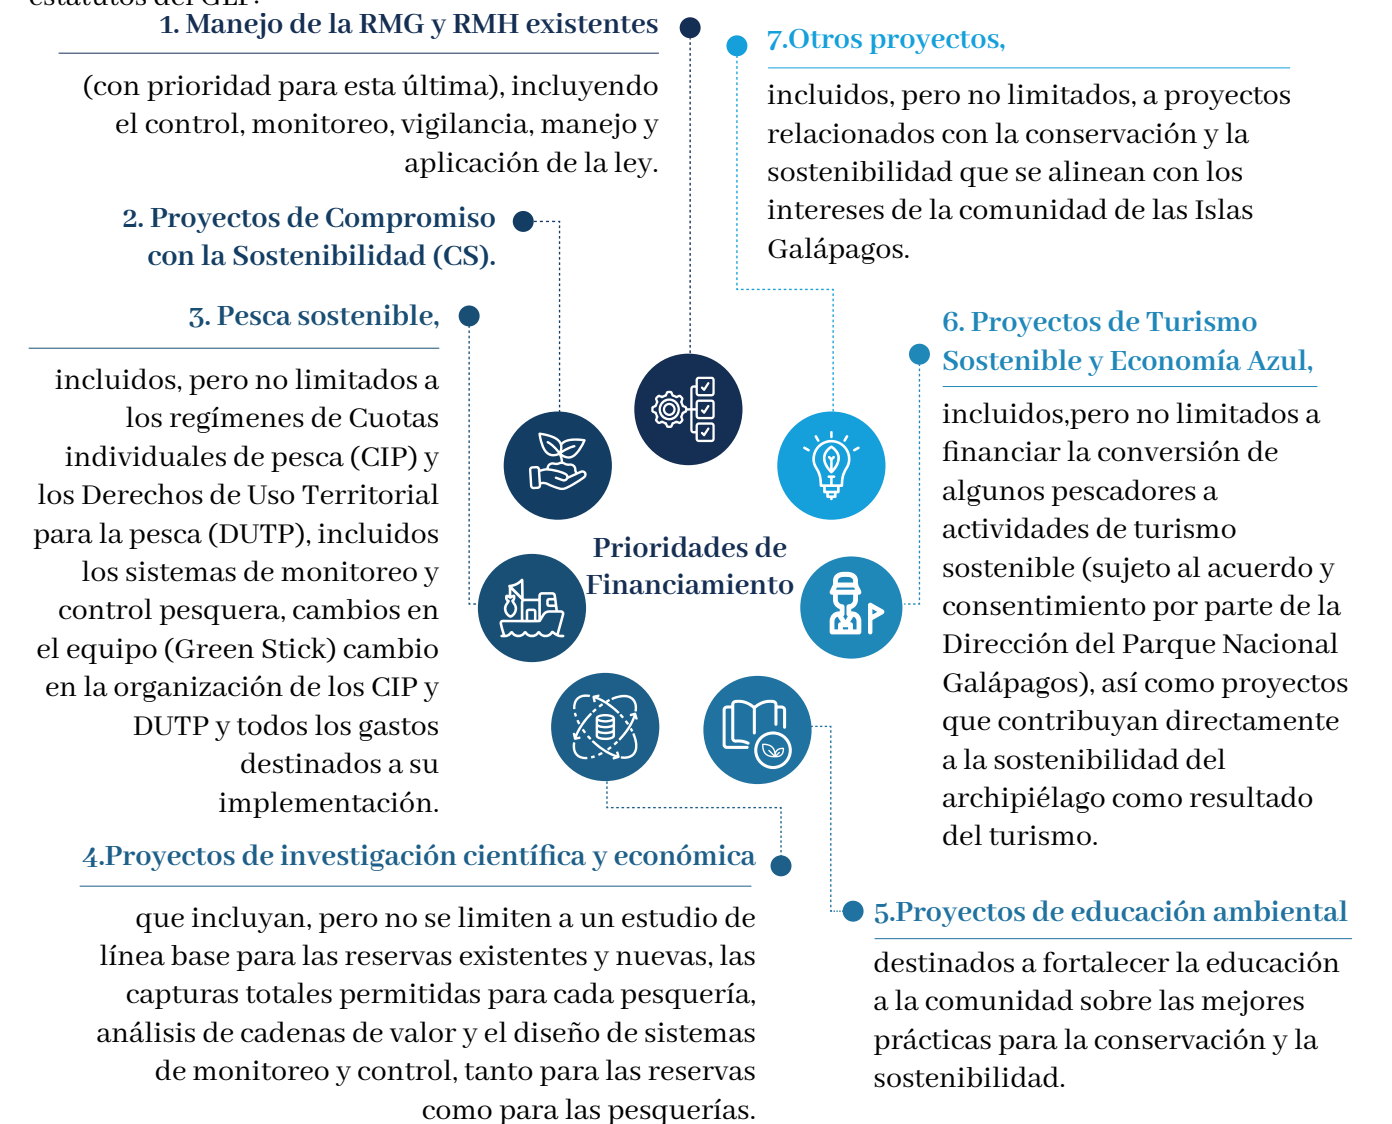 estatutos del GLF:
1. Manejo de la RMG y RMH existentes
(con prioridad para esta última), incluyendo
el control, monitoreo, vigilancia, manejo y
aplicación de la ley.
2. Proyectos de Compromiso
con la Sostenibilidad (CS).
3. Pesca sostenible,
incluidos, pero no limitados a
los regímenes de Cuotas
individuales de pesca (CIP) y
los Derechos de Uso Territorial
para la pesca (DUTP), incluidos
los sistemas de monitoreo y
control pesquera, cambios en
el equipo (Green Stick) cambio
en la organización de los CIP y
DUTP y todos los gastos
destinados a su
implementación.
4.Proyectos de investigación científica y económica
que incluyan, pero no se limiten a un estudio de
línea base para las reservas existentes y nuevas, las
capturas totales permitidas para cada pesquería,
análisis de cadenas de valor y el diseño de sistemas
de monitoreo y control, tanto para las reservas
como para las pesquerías.
Prioridades de
Financiamiento
5.Proyectos de educación ambiental
destinados a fortalecer la educación
a la comunidad sobre las mejores
prácticas para la conservación y la
sostenibilidad.
6. Proyectos de Turismo
Sostenible y Economía Azul,
incluidos,pero no limitados a
financiar la conversión de
algunos pescadores a
actividades de turismo
sostenible (sujeto al acuerdo y
consentimiento por parte de la
Dirección del Parque Nacional
Galápagos), así como proyectos
que contribuyan directamente
a la sostenibilidad del
archipiélago como resultado
del turismo.
7.Otros proyectos,
incluidos, pero no limitados, a proyectos
relacionados con la conservación y la
sostenibilidad que se alinean con los
intereses de la comunidad de las Islas
Galápagos.